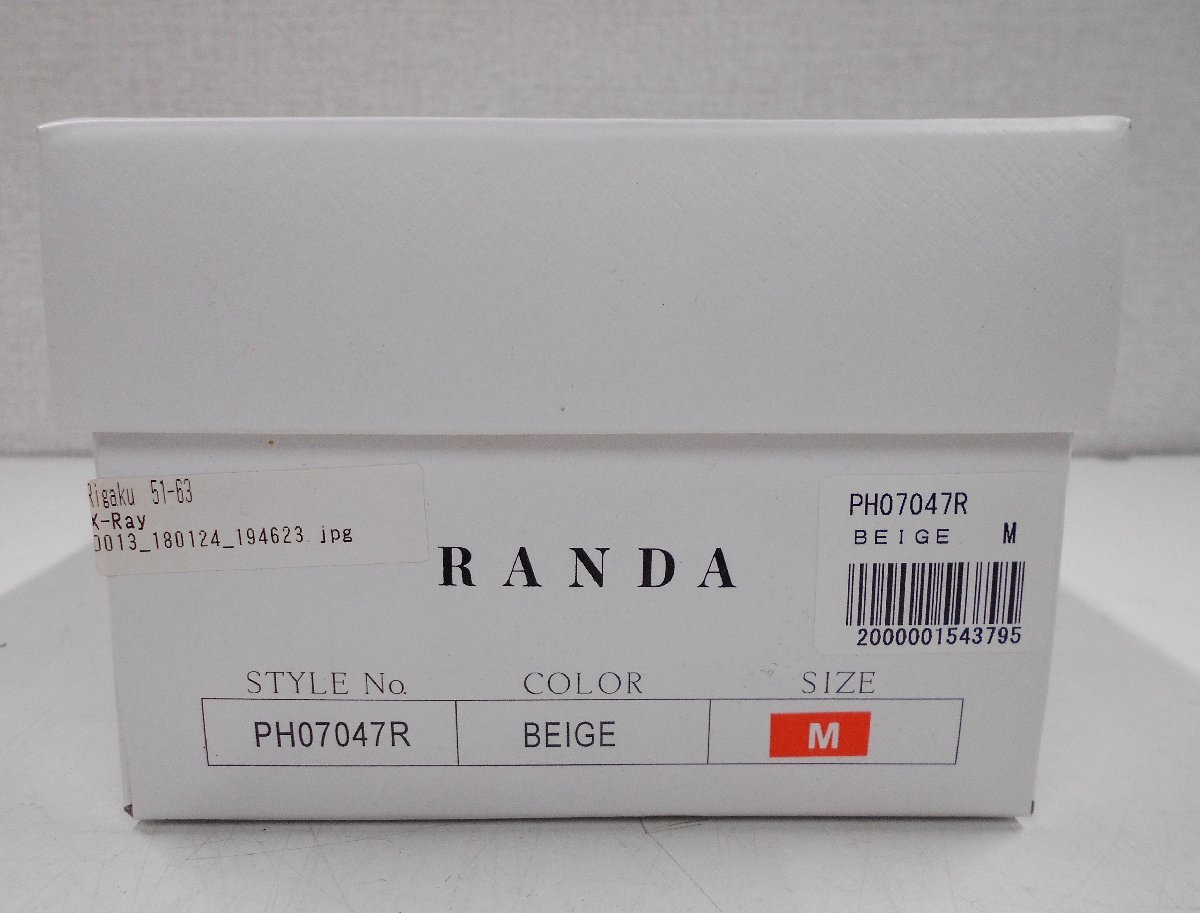 Rigaku 51-63
X-Ray
0013_180124_194623.jpg
RANDA
PH07047R
BEIGE M
2000001543795
STYLE No. COLOR SIZE
PH07047R BEIGE M